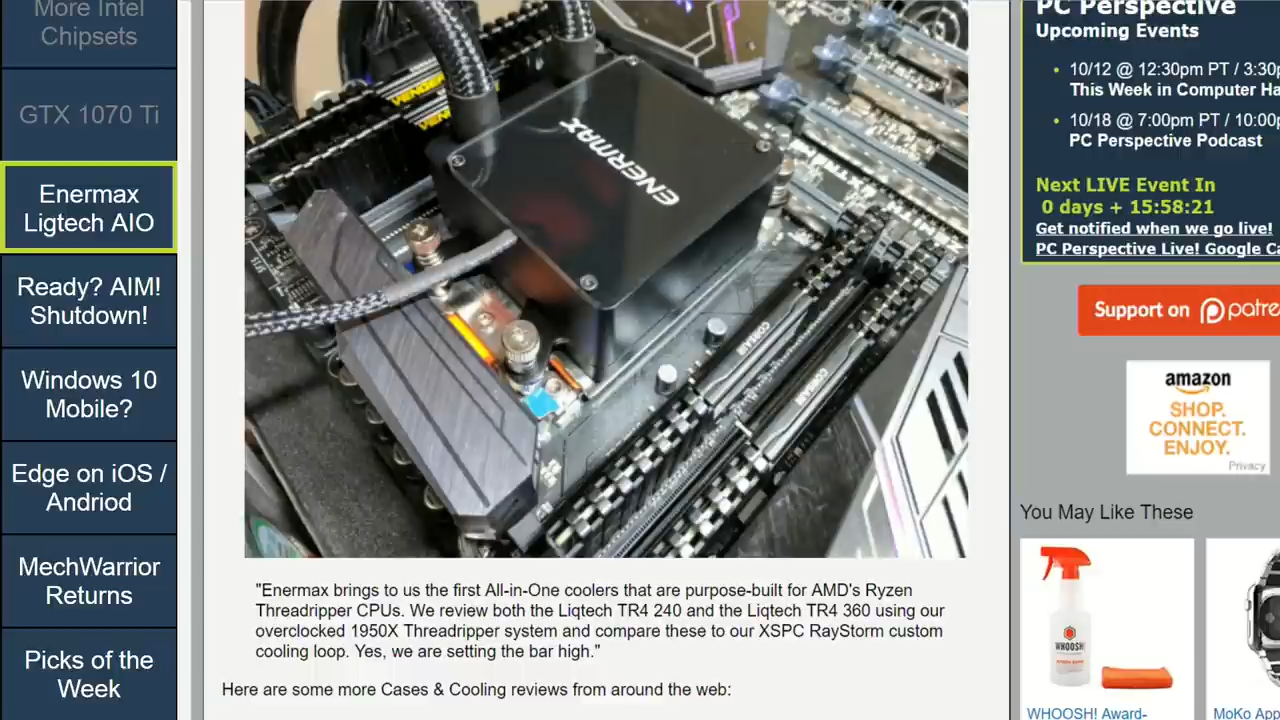 More Intel
Chipsets
GTX 1070 Ti
Enermax
Ligtech AIO
Ready? AIM!
Shutdown!
Windows 10
Mobile?
Edge on iOS /
Andriod
MechWarrior
Returns
Picks of the
Week
ENERMAX
CORSAIR
CORSAIR
"Enermax brings to us the first All-in-One coolers that are purpose-built for AMD's Ryzen
Threadripper CPUs. We review both the Liqtech TR4 240 and the Liqtech TR4 360 using our
overclocked 1950X Threadripper system and compare these to our XSPC RayStorm custom
cooling loop. Yes, we are setting the bar high."
Here are some more Cases & Cooling reviews from around the web:
PC Perspective
Upcoming Events
10/12 @ 12:30pm PT / 3:30p
This Week in Computer Ha
10/18 @ 7:00pm PT / 10:00p
PC Perspective Podcast
Next LIVE Event In
0 days + 15:58:21
Get notified when we go live!
PC Perspective Live! Google Ca
Support on patre
amazon
SHOP.
CONNECT.
ENJOY.
Privacy
You May Like These
WHOOSH!
WHOOSH! Award-
MoKo App